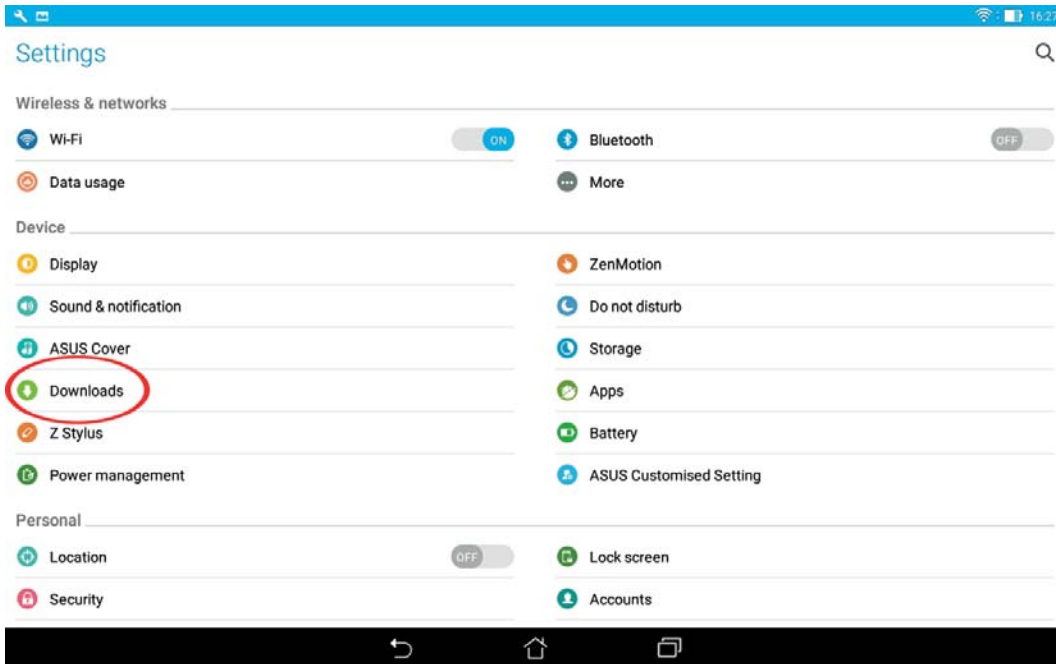 16:27
Settings
Wireless & networks
Wi-Fi ON Bluetooth OFF
Data usage More
Device
Display ZenMotion
Sound & notification Do not disturb
ASUS Cover Storage
Downloads Apps
Z Stylus Battery
Power management ASUS Customised Setting
Personal
Location OFF Lock screen
Security Accounts